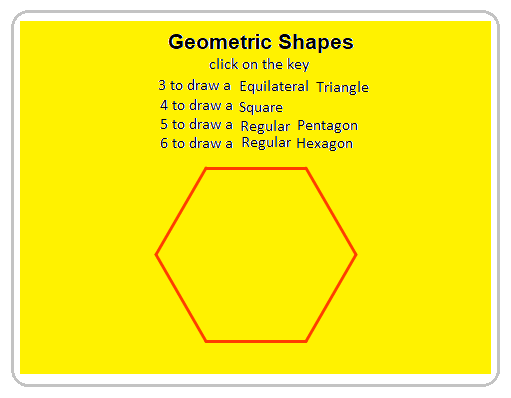 Geometric Shapes
click on the key
3 to draw a Equilateral Triangle
4 to draw a Square
5 to draw a Regular Pentagon
6 to draw a Regular Hexagon